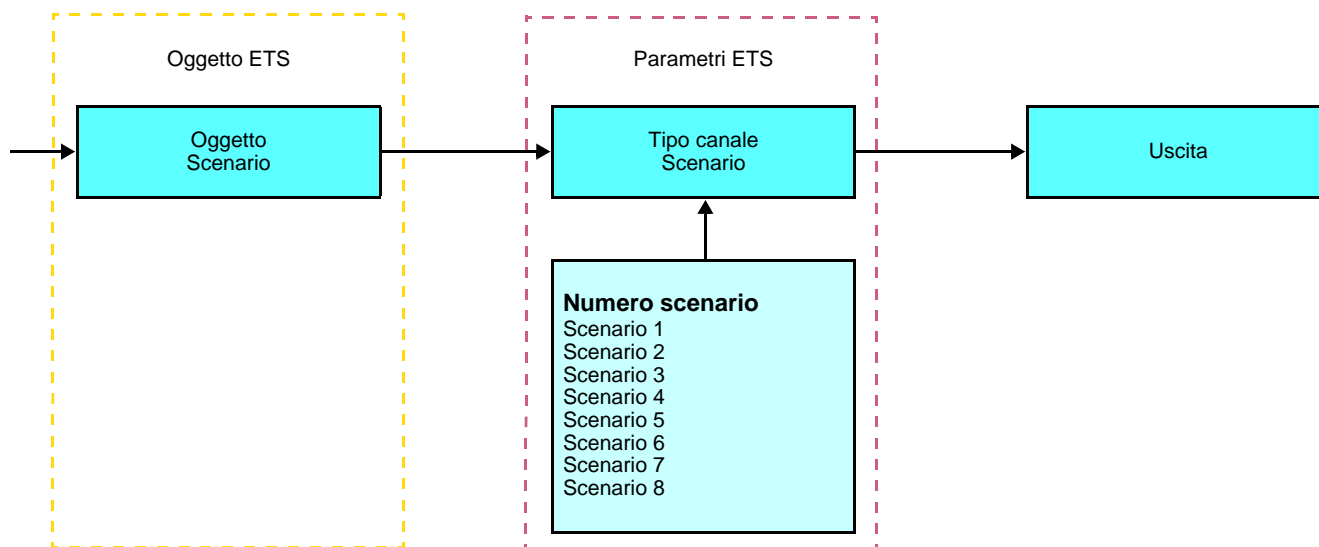 Oggetto ETS
Parametri ETS
Oggetto
Scenario
Tipo canale
Scenario
Uscita
Numero scenario
Scenario 1
Scenario 2
Scenario 3
Scenario 4
Scenario 5
Scenario 6
Scenario 7
Scenario 8